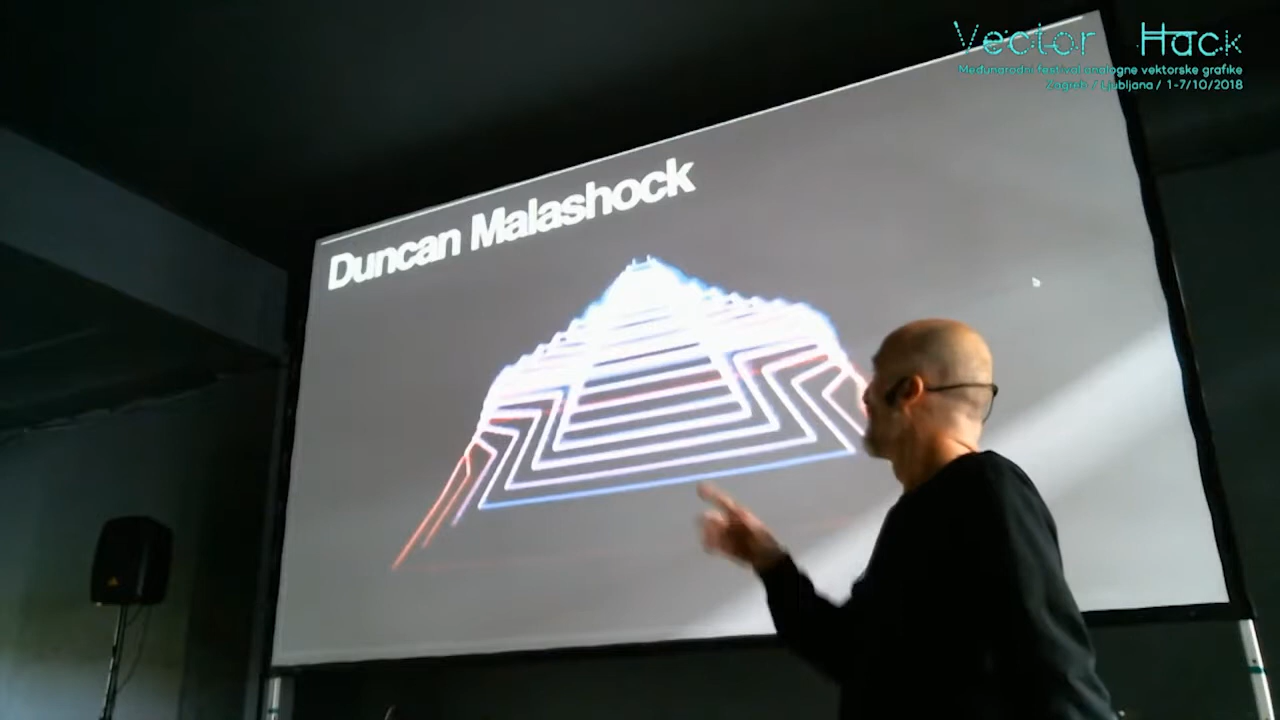 Vector Hack
Međunarodni festival analogne vektorske grafike
Zagreb / Ljubljana / 1-7/10/2018
Duncan Malashock